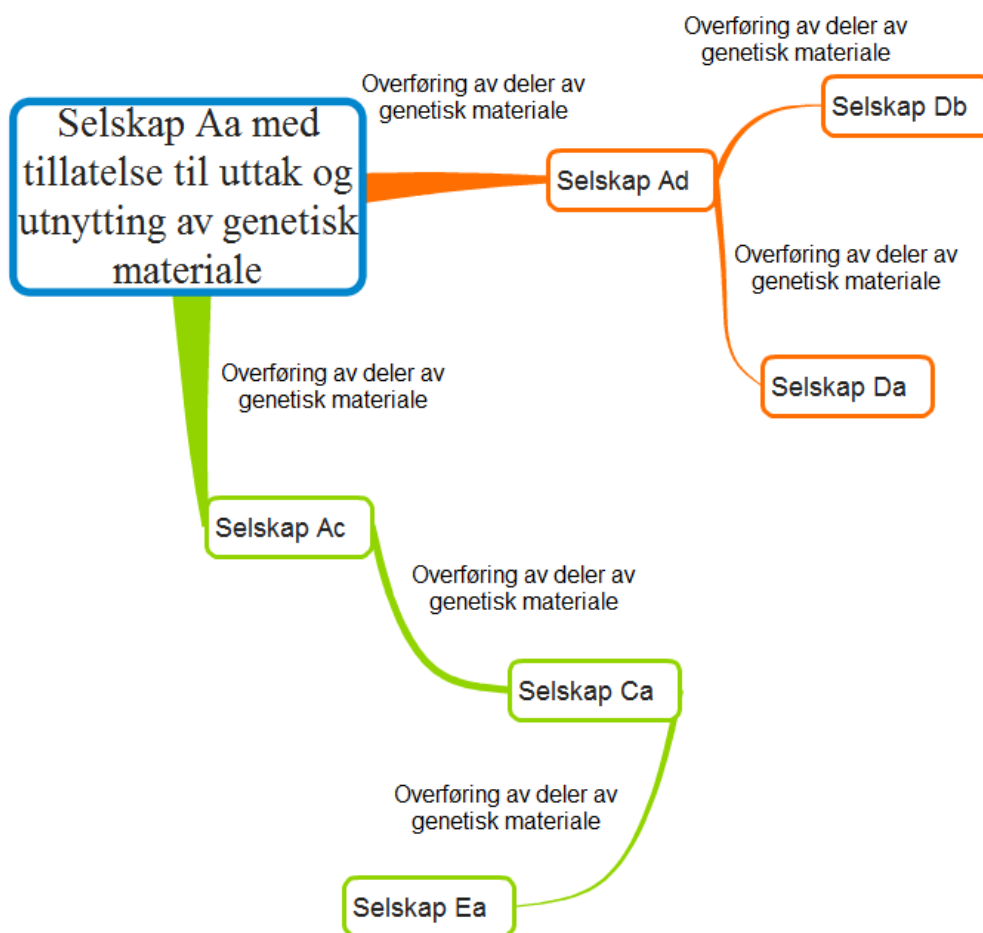 Overføring av deler av
genetisk materiale
Overføring av deler av
genetisk materiale
Selskap Aa med
tillatelse til uttak og
utnytting av genetisk
materiale
Selskap Db
Selskap Ad
Overføring av deler av
genetisk materiale
Selskap Da
Overføring av deler av
genetisk materiale
Selskap Ac
Overføring av deler av
genetisk materiale
Selskap Ca
Overføring av deler av
genetisk materiale
Selskap Ea